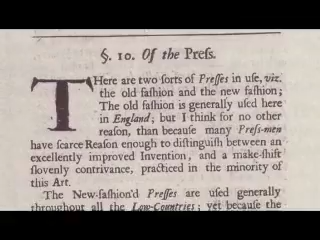 §. 10. Of the Preſs.
THere are two ſorts of Preſſes in uſe, viz.
the old faſhion and the new faſhion;
The old faſhion is generally uſed here
in England; but I think for no other
reaſon, than becauſe many Preſs-men
have ſcarce Reaſon enough to diſtinguiſh between an
excellently improved Invention, and a make-ſhift
ſlovenly contrivance, practiced in the minority of
this Art.
The New-faſhion'd Preſſes are uſed generally
throughout all the Low-Countries; yet becauſe the